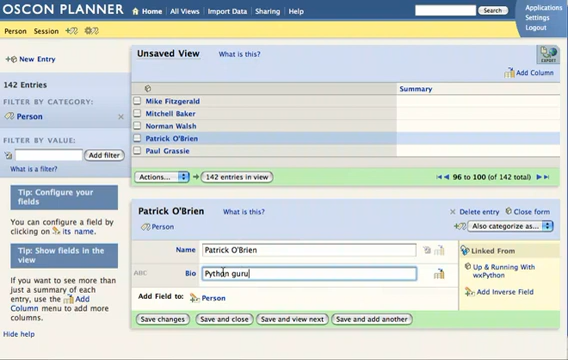 OSCON PLANNER
Home | All Views | Import Data | Sharing | Help
Search
Applications
Settings
Logout
Person Session
New Entry
142 Entries
FILTER BY CATEGORY:
Person
FILTER BY VALUE:
Add filter
What is a filter?
Tip: Configure your fields
You can configure a field by clicking on its name.
Tip: Show fields in the view
If you want to see more than just a summary of each entry, use the Add Column menu to add more columns.
Hide help
Unsaved View What is this?
EXPORT
Add Column
Summary
Mike Fitzgerald
Mitchell Baker
Norman Walsh
Patrick O'Brien
Paul Grassie
Actions... 142 entries in view
96 to 100 (of 142 total)
Patrick O'Brien What is this?
Delete entry Close form
Person
Also categorize as...
Name Patrick O'Brien
ABC Bio Python guru
Add Field to: Person
Linked From
Up & Running With wxPython
Add Inverse Field
Save changes Save and close Save and view next Save and add another